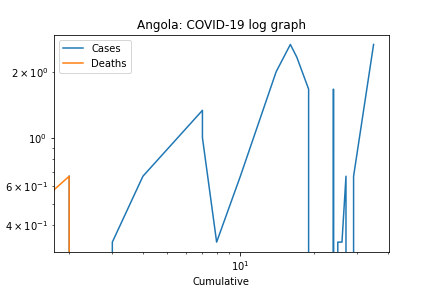 Angola: COVID-19 log graph
Cases
Deaths
2 × 10⁰
10⁰
6 × 10⁻¹
4 × 10⁻¹
10¹
Cumulative